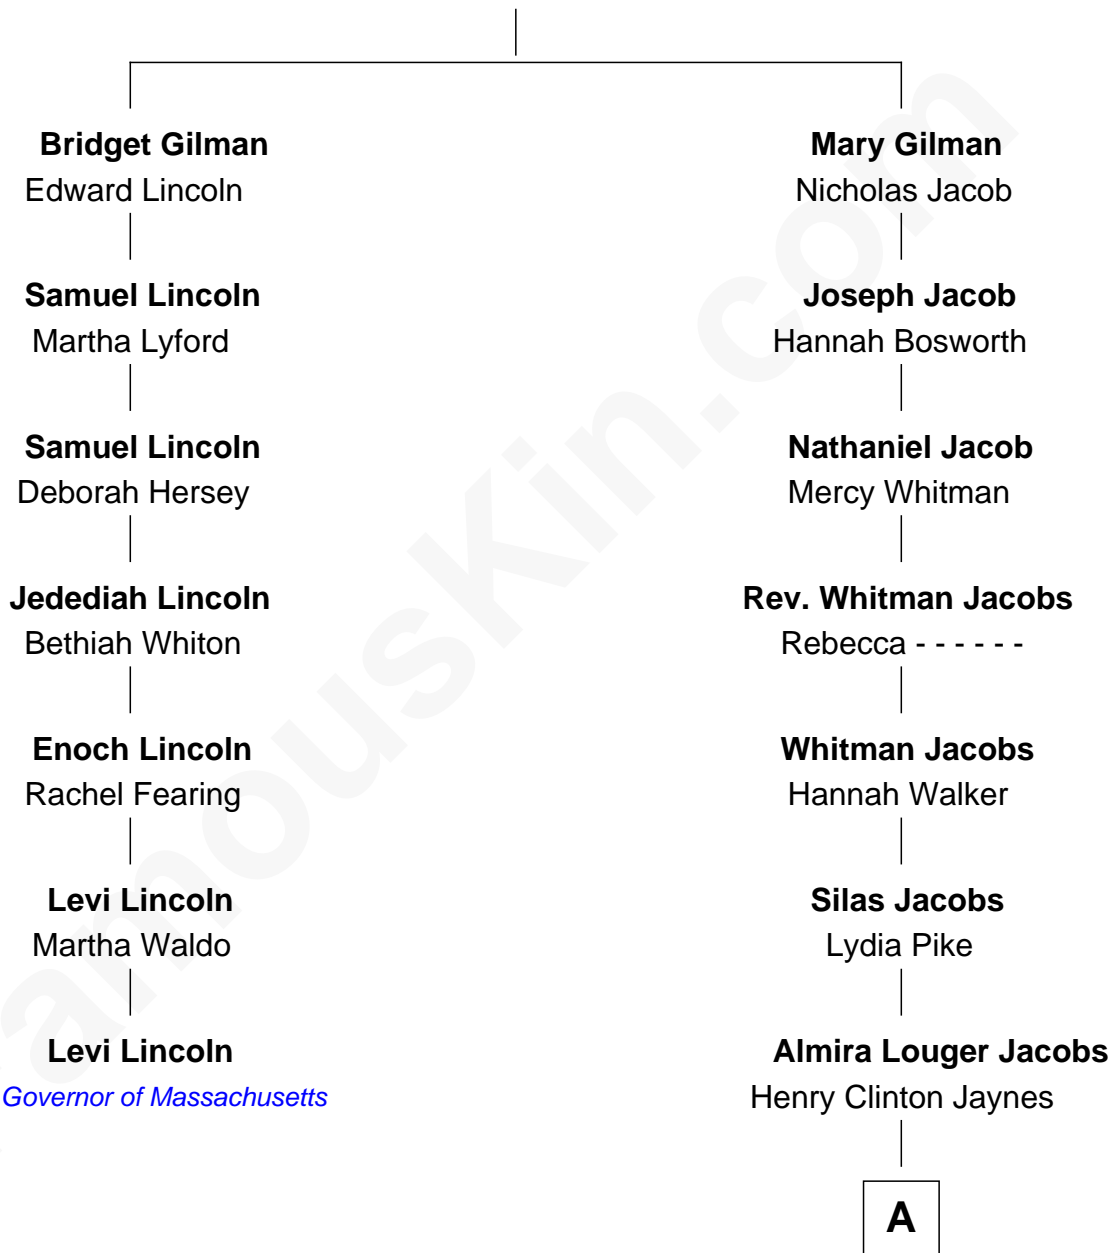 Bridget Gilman
Edward Lincoln
Mary Gilman
Nicholas Jacob
Samuel Lincoln
Martha Lyford
Joseph Jacob
Hannah Bosworth
Samuel Lincoln
Deborah Hersey
Nathaniel Jacob
Mercy Whitman
Jedediah Lincoln
Bethiah Whiton
Rev. Whitman Jacobs
Rebecca - - - - - -
Enoch Lincoln
Rachel Fearing
Whitman Jacobs
Hannah Walker
Levi Lincoln
Martha Waldo
Silas Jacobs
Lydia Pike
Levi Lincoln
Governor of Massachusetts
Almira Louger Jacobs
Henry Clinton Jaynes
A
amousKin.com